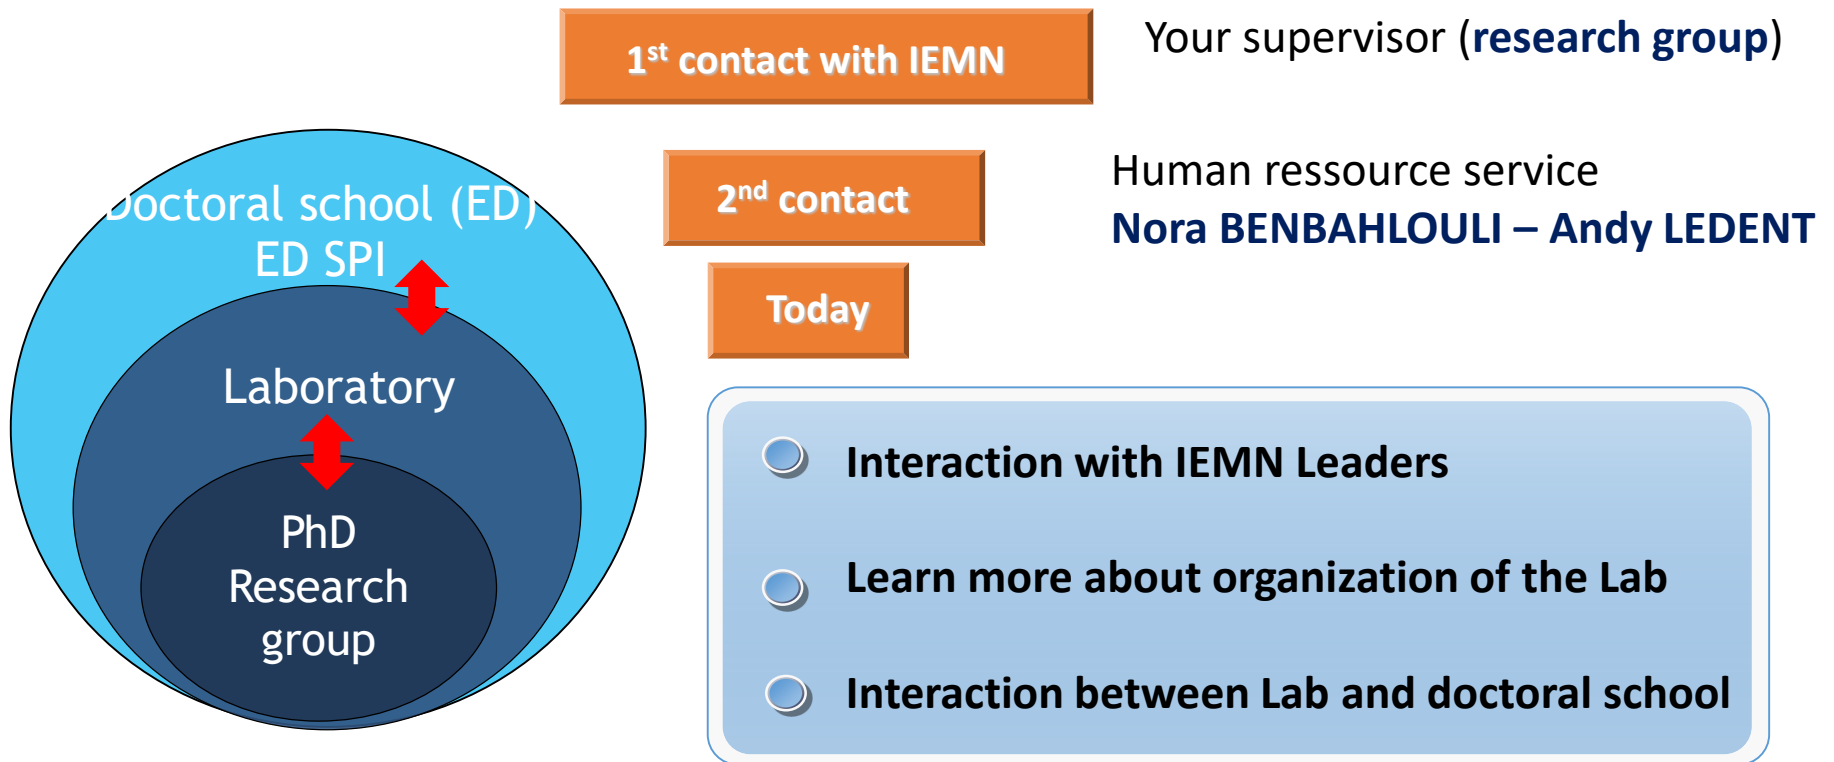 1st contact with IEMN
Your supervisor (research group)
2nd contact
Human ressource service
Nora BENBAHLOULI – Andy LEDENT
Today
Doctoral school (ED)
ED SPI
Laboratory
PhD
Research
group
Interaction with IEMN Leaders
Learn more about organization of the Lab
Interaction between Lab and doctoral school